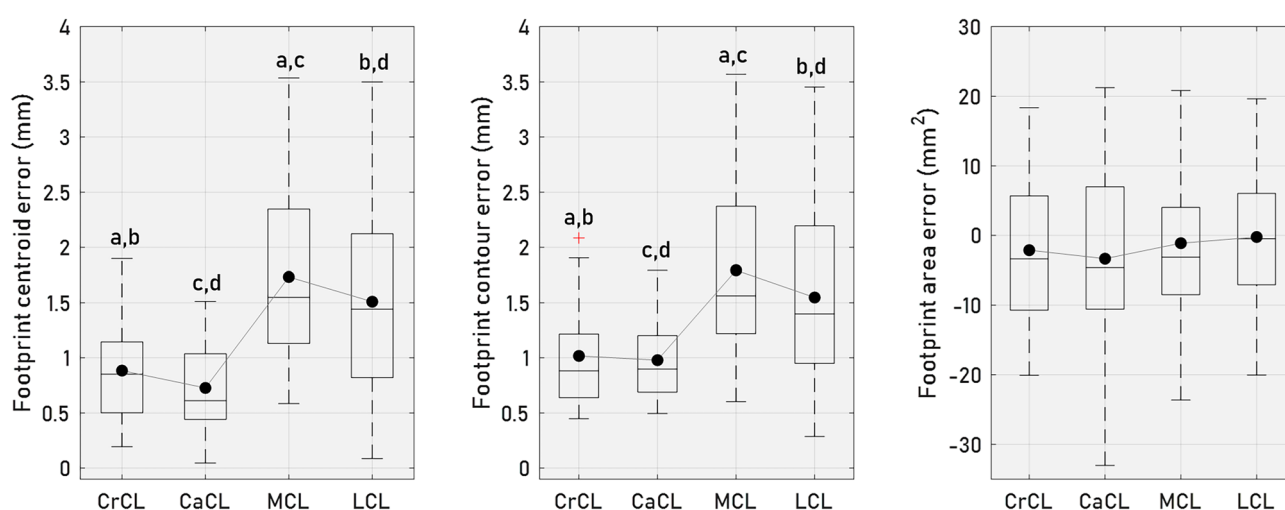 Footprint centroid error (mm)
4
3.5
3
2.5
2
1.5
1
0.5
0
a,b
c,d
a,c
b,d
CrCL CaCL MCL LCL
Footprint contour error (mm)
4
3.5
3
2.5
2
1.5
1
0.5
0
a,b
c,d
a,c
b,d
CrCL CaCL MCL LCL
Footprint area error (mm²)
30
20
10
0
-10
-20
-30
CrCL CaCL MCL LCL